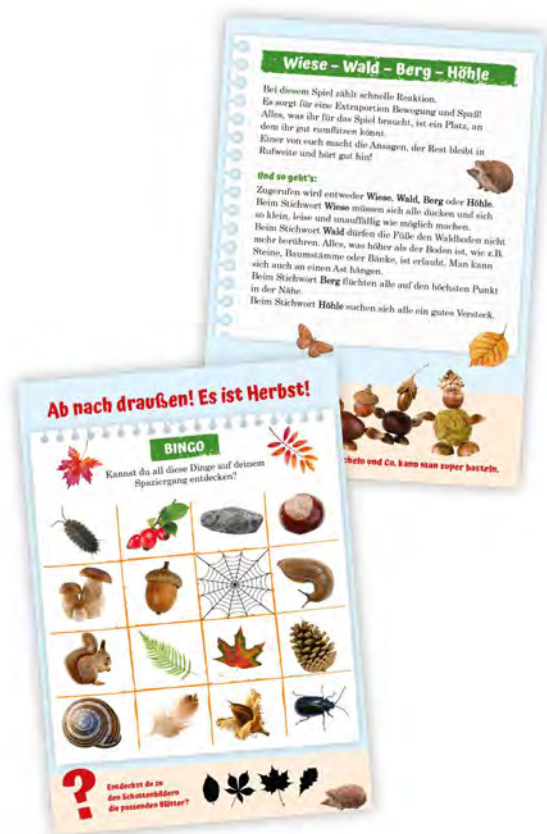 Wiese – Wald – Berg – Höhle
Bei diesem Spiel zählt schnelle Reaktion.
Es sorgt für eine Extraportion Bewegung und Spaß!
Alles, was ihr für das Spiel braucht, ist ein Platz, an
dem ihr gut rumflitzen könnt.
Einer von euch macht die Ansagen, der Rest bleibt in
Rufweite und hört gut hin!
Und so geht's:
Zugerufen wird entweder Wiese, Wald, Berg oder Höhle.
Beim Stichwort Wiese müssen sich alle ducken und sich
so klein, leise und unauffällig wie möglich machen.
Beim Stichwort Wald dürfen die Füße den Waldboden nicht
mehr berühren. Alles, was höher als der Boden ist, wie z.B.
Steine, Baumstämme oder Bänke, ist erlaubt. Man kann
sich auch an einen Ast hängen.
Beim Stichwort Berg flüchten alle auf den höchsten Punkt
in der Nähe.
Beim Stichwort Höhle suchen sich alle ein gutes Versteck.
cheln und Co. kann man super basteln.
Ab nach draußen! Es ist Herbst!
BINGO
Kannst du all diese Dinge auf deinem
Spaziergang entdecken?
?
Entdeckst du zu
den Schattenbildern
die passenden Blätter?